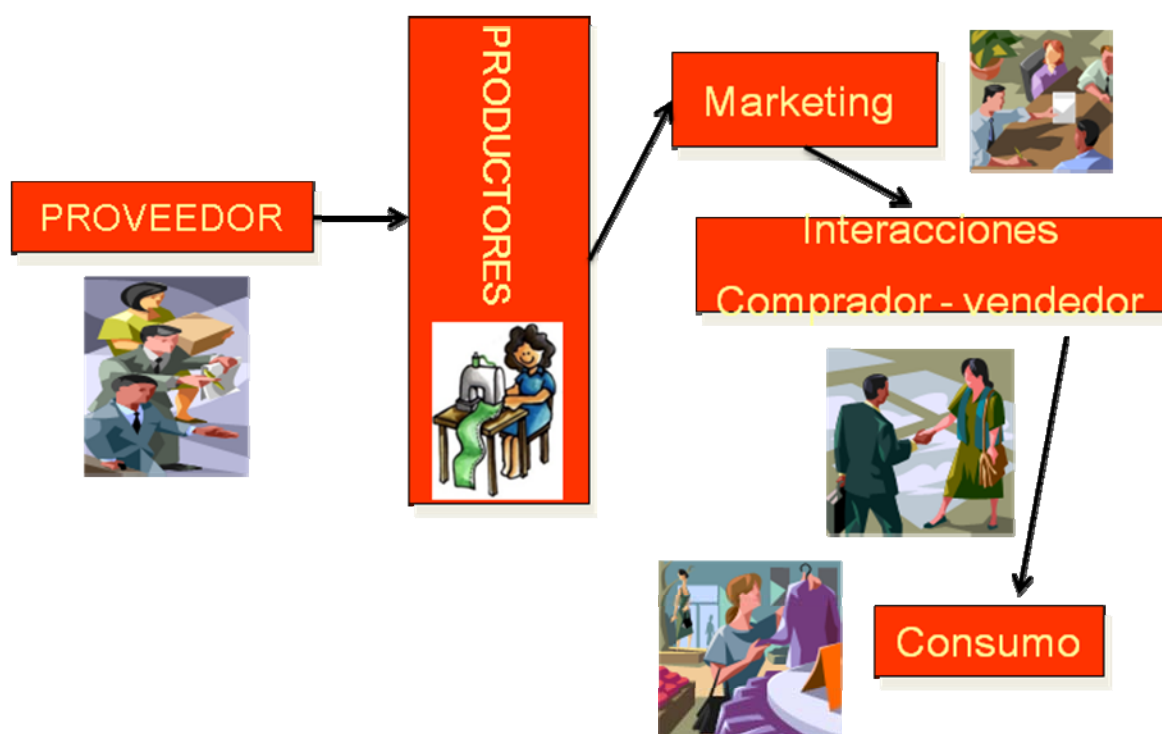 PROVEEDOR
PRODUCTORES
Marketing
Interacciones
Comprador - vendedor
Consumo